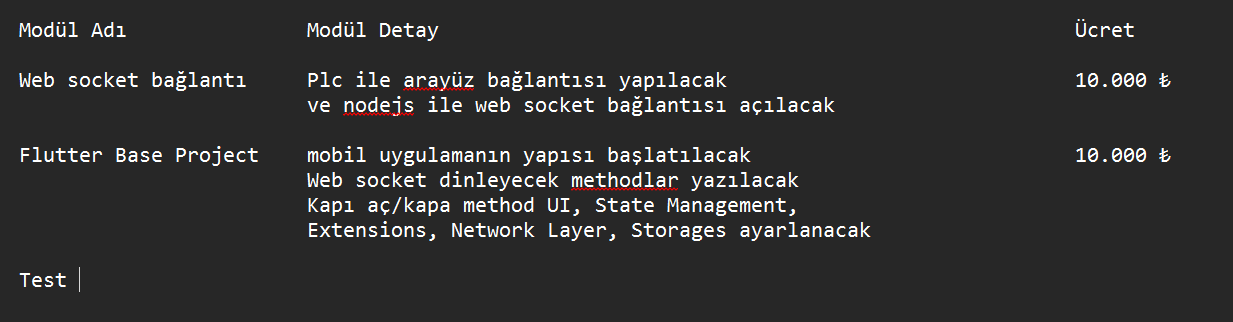 Modül Adı Modül Detay Ücret
Web socket bağlantı Plc ile arayüz bağlantısı yapılacak 10.000 ₺
ve nodejs ile web socket bağlantısı açılacak
Flutter Base Project mobil uygulamanın yapısı başlatılacak 10.000 ₺
Web socket dinleyecek methodlar yazılacak
Kapı aç/kapa method UI, State Management,
Extensions, Network Layer, Storages ayarlanacak
Test